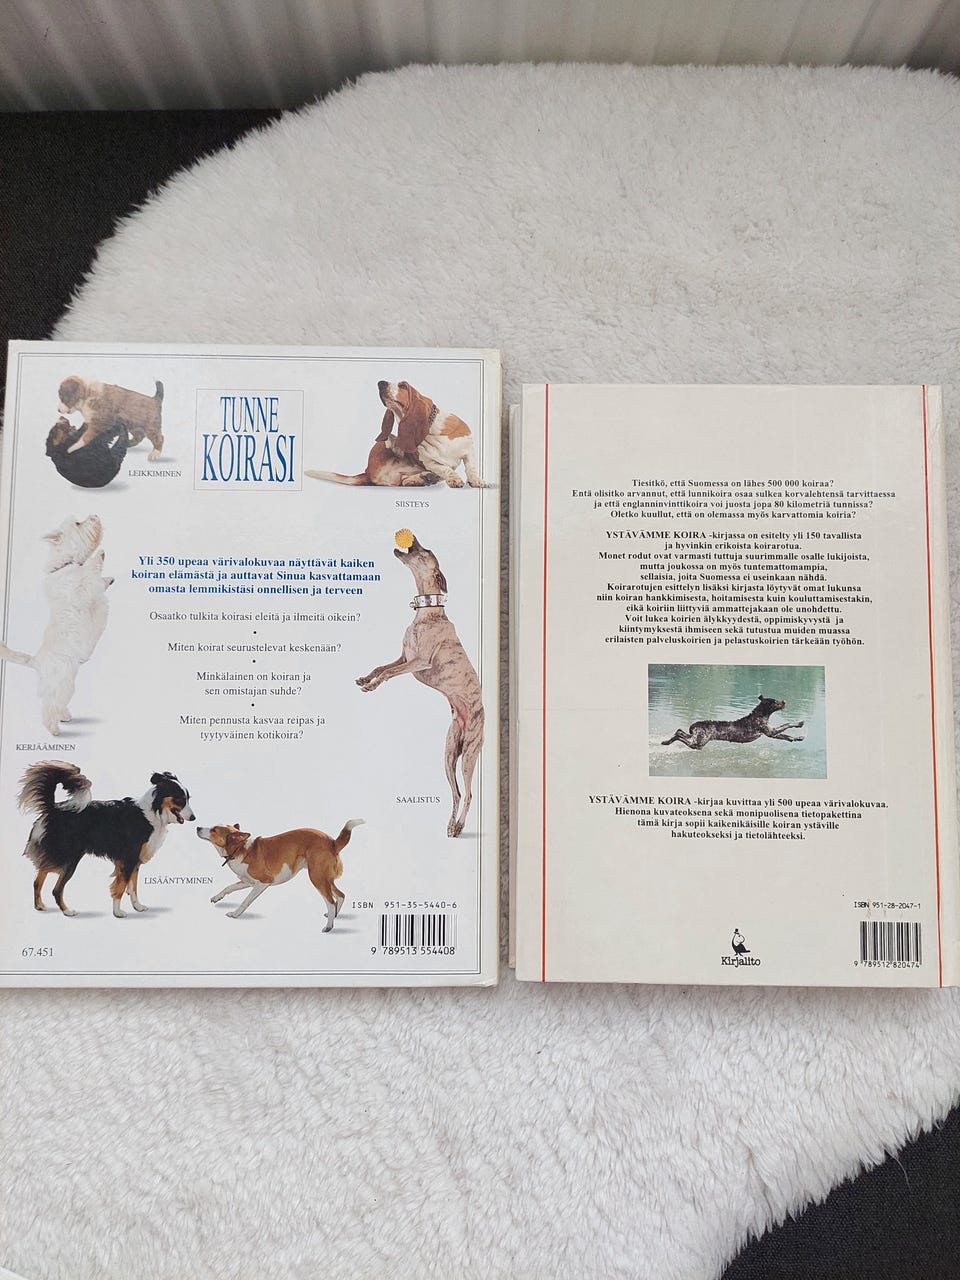 TUNNE
KOIRASI
LEIKKIMINEN
SIISTEYS
Yli 350 upeaa värivalokuvaa näyttävät kaiken
koiran elämästä ja auttavat Sinua kasvattamaan
omasta lemmikistäsi onnellisen ja terveen
Osaatko tulkita koirasi eleitä ja ilmeitä oikein?
•
Miten koirat seurustelevat keskenään?
•
Minkälainen on koiran ja
sen omistajan suhde?
•
Miten pennusta kasvaa reipas ja
tyytyväinen kotikoira?
KERJÄÄMINEN
SAALISTUS
LISÄÄNTYMINEN
ISBN 951-35-5440-6
9 789513 554408
67.451
Tiesitkö, että Suomessa on lähes 500 000 koiraa?
Entä olisitko arvannut, että lunnikoira osaa sulkea korvalehtensä tarvittaessa
ja että englanninvinttikoira voi juosta jopa 80 kilometriä tunnissa?
Oletko kuullut, että on olemassa myös karvattomia koiria?
YSTÄVÄMME KOIRA -kirjassa on esitelty yli 150 tavallista
ja hyvinkin erikoista koirarotua.
Monet rodut ovat varmasti tuttuja suurimmalle osalle lukijoista,
mutta joukossa on myös tuntemattomampia,
sellaisia, joita Suomessa ei useinkaan nähdä.
Koirarotujen esittelyn lisäksi kirjasta löytyvät omat lukunsa
niin koiran hankkimisesta, hoitamisesta kuin kouluttamisestakin,
eikä koiriin liittyviä ammattejakaan ole unohdettu.
Voit lukea koirien älykkyydestä, oppimiskyvystä ja
kiintymyksestä ihmiseen sekä tutustua muiden muassa
erilaisten palveluskoirien ja pelastuskoirien tärkeään työhön.
YSTÄVÄMME KOIRA -kirjaa kuvittaa yli 500 upeaa värivalokuvaa.
Hienona kuvateoksena sekä monipuolisena tietopakettina
tämä kirja sopii kaikenikäisille koiran ystäville
hakuteokseksi ja tietolähteeksi.
ISBN 951-28-2047-1
9 789512 820474
Kirjalito